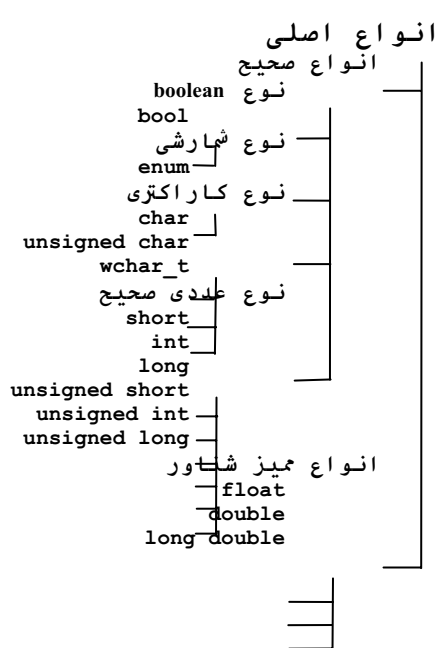 انواع اصلی
انواع صحیح
نوع boolean
bool
نوع شمارشی
enum
نوع کاراکتری
char
unsigned char
wchar_t
نوع عددی صحیح
short
int
long
unsigned short
unsigned int
unsigned long
انواع ممیز شناور
float
double
long double